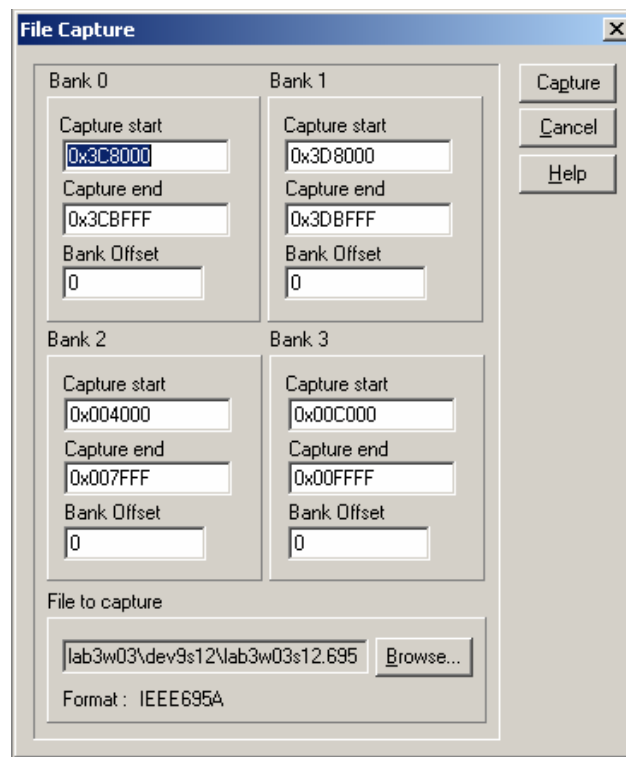 File Capture
Bank 0
Capture start
0x3C8000
Capture end
0x3CBFFF
Bank Offset
0
Bank 1
Capture start
0x3D8000
Capture end
0x3DBFFF
Bank Offset
0
Capture
Cancel
Help
Bank 2
Capture start
0x004000
Capture end
0x007FFF
Bank Offset
0
Bank 3
Capture start
0x00C000
Capture end
0x00FFFF
Bank Offset
0
File to capture
lab3w03\dev9s12\lab3w03s12.695
Browse...
Format : IEEE695A